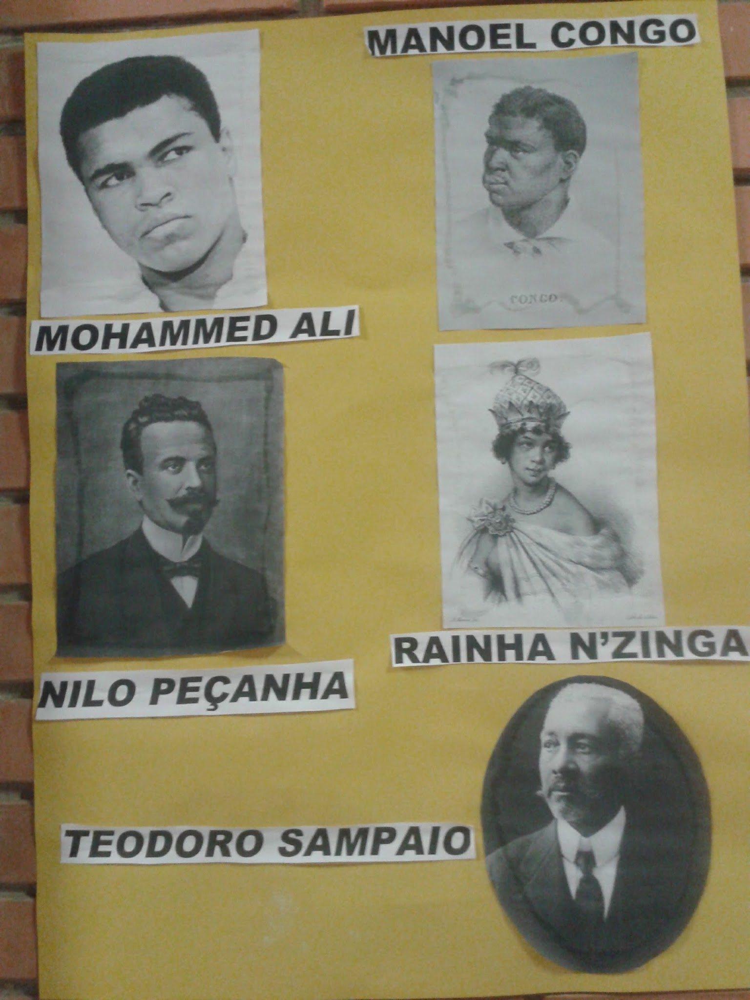 MANOEL CONGO
CONGO.
MOHAMMED ALI
RAINHA N'ZINGA
NILO PEÇANHA
TEODORO SAMPAIO